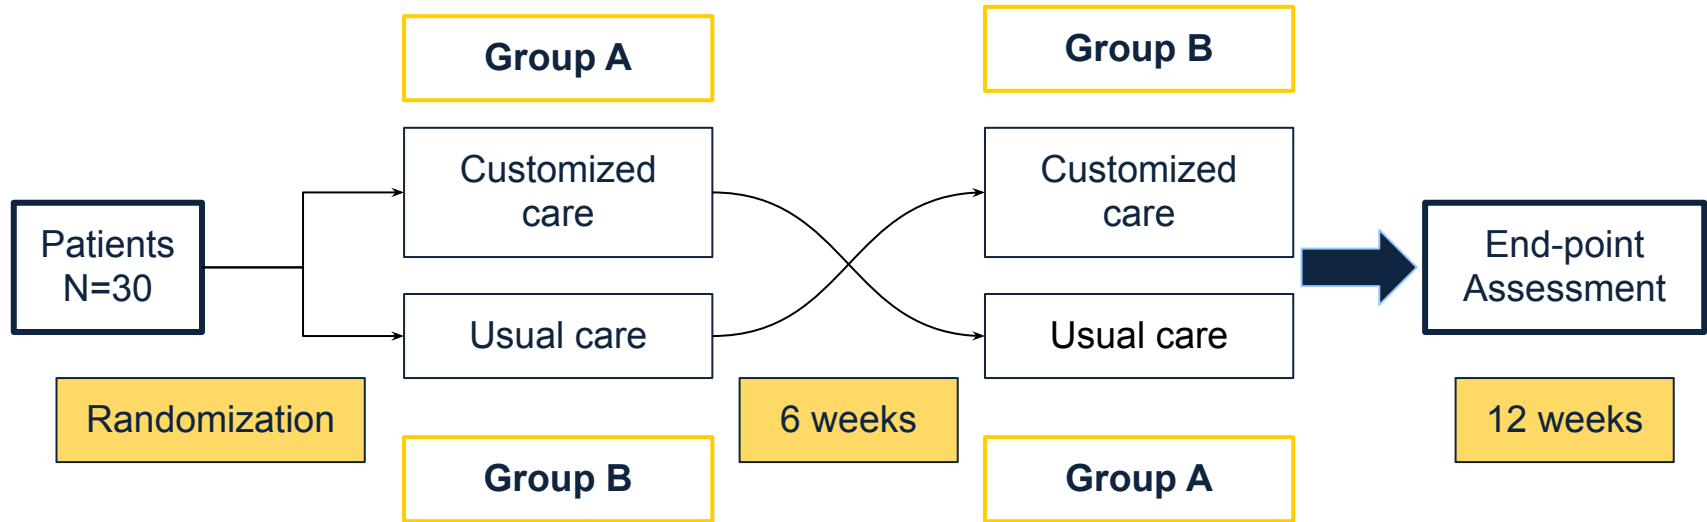 Group A
Group B
Customized
care
Customized
care
Patients
N=30
End-point
Assessment
Usual care
Usual care
Randomization
6 weeks
12 weeks
Group B
Group A